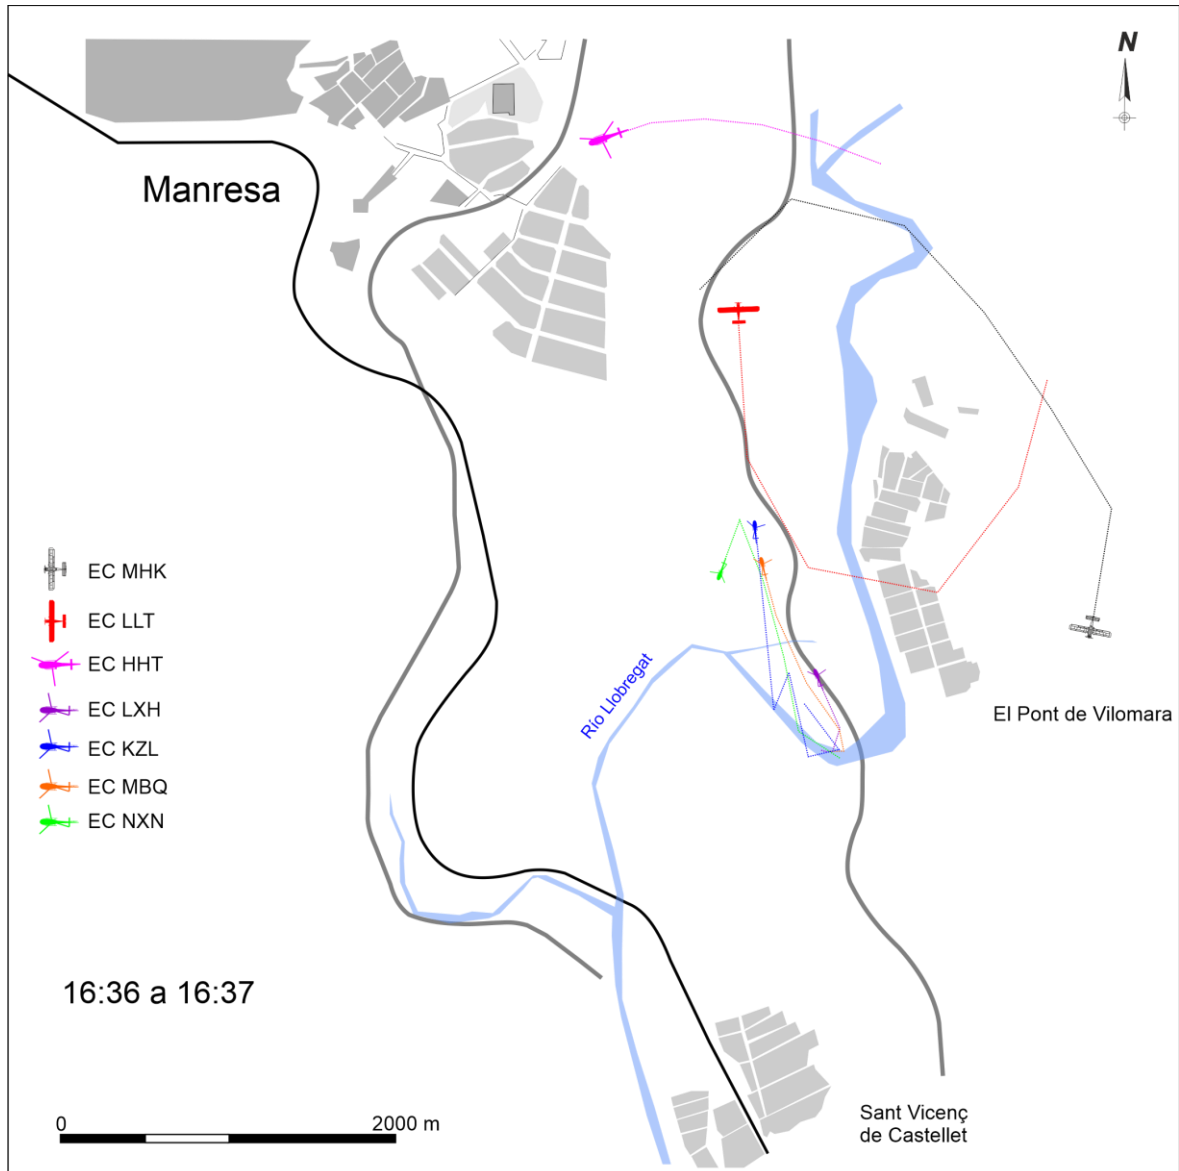 N
Manresa
EC MHK
EC LLT
EC HHT
EC LXH
EC KZL
EC MBQ
EC NXN
Río Llobregat
El Pont de Vilomara
16:36 a 16:37
0 2000 m
Sant Vicenç
de Castellet